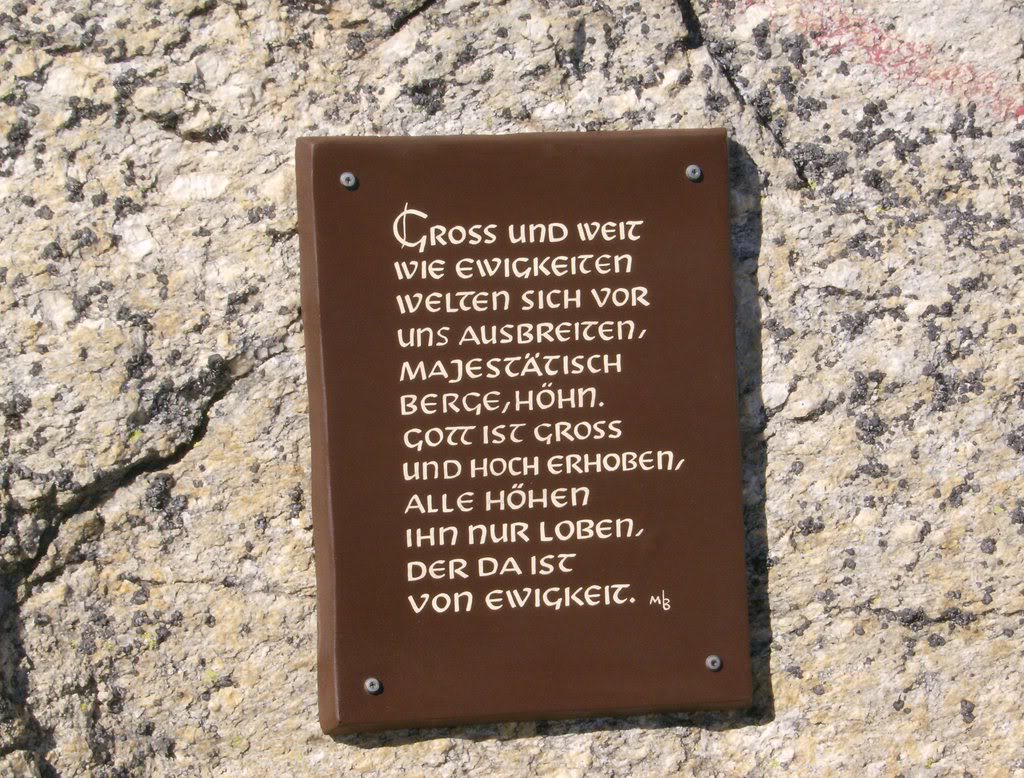 Gross und weit
wie Ewigkeiten
Welten sich vor
uns ausbreiten,
majestätisch
Berge, Höhn.
Gott ist gross
und hoch erhoben,
alle Höhen
Ihn nur loben,
der da ist
von Ewigkeit. MB